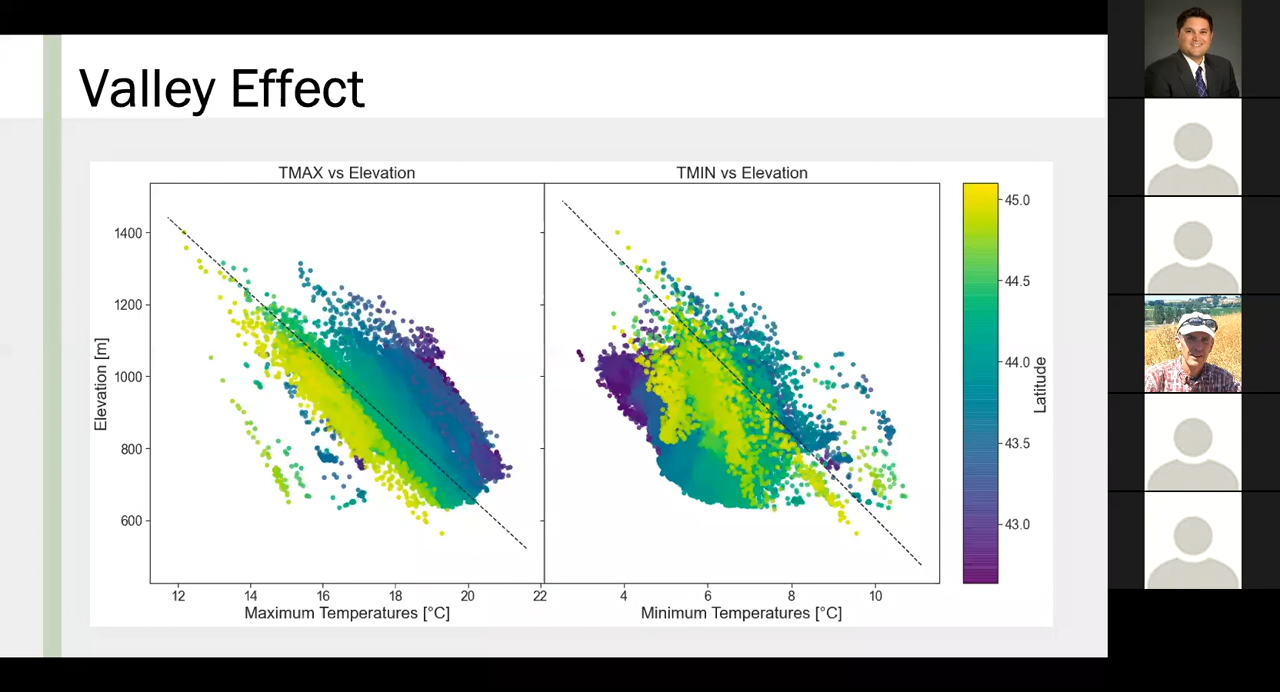 Valley Effect
TMAX vs Elevation
TMIN vs Elevation
1400
1200
1000
800
600
Elevation [m]
12 14 16 18 20 22
4 6 8 10
Maximum Temperatures [°C]
Minimum Temperatures [°C]
45.0
44.5
44.0
43.5
43.0
Latitude